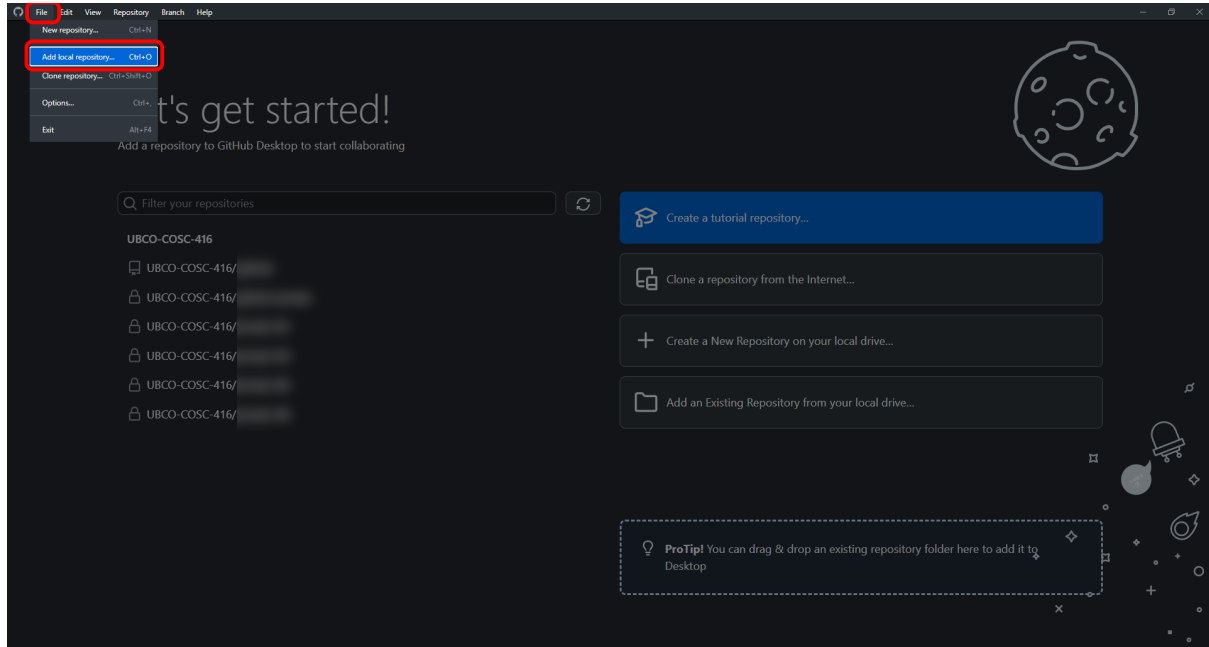 File Edit View Repository Branch Help
New repository... Ctrl+N
Add local repository... Ctrl+O
Clone repository... Ctrl+Shift+O
Options... Ctrl+,
Exit Alt+F4
t's get started!
Add a repository to GitHub Desktop to start collaborating
Filter your repositories
UBCO-COSC-416
UBCO-COSC-416/
UBCO-COSC-416/
UBCO-COSC-416/
UBCO-COSC-416/
UBCO-COSC-416/
UBCO-COSC-416/
Create a tutorial repository...
Clone a repository from the Internet...
Create a New Repository on your local drive...
Add an Existing Repository from your local drive...
ProTip! You can drag & drop an existing repository folder here to add it to
Desktop